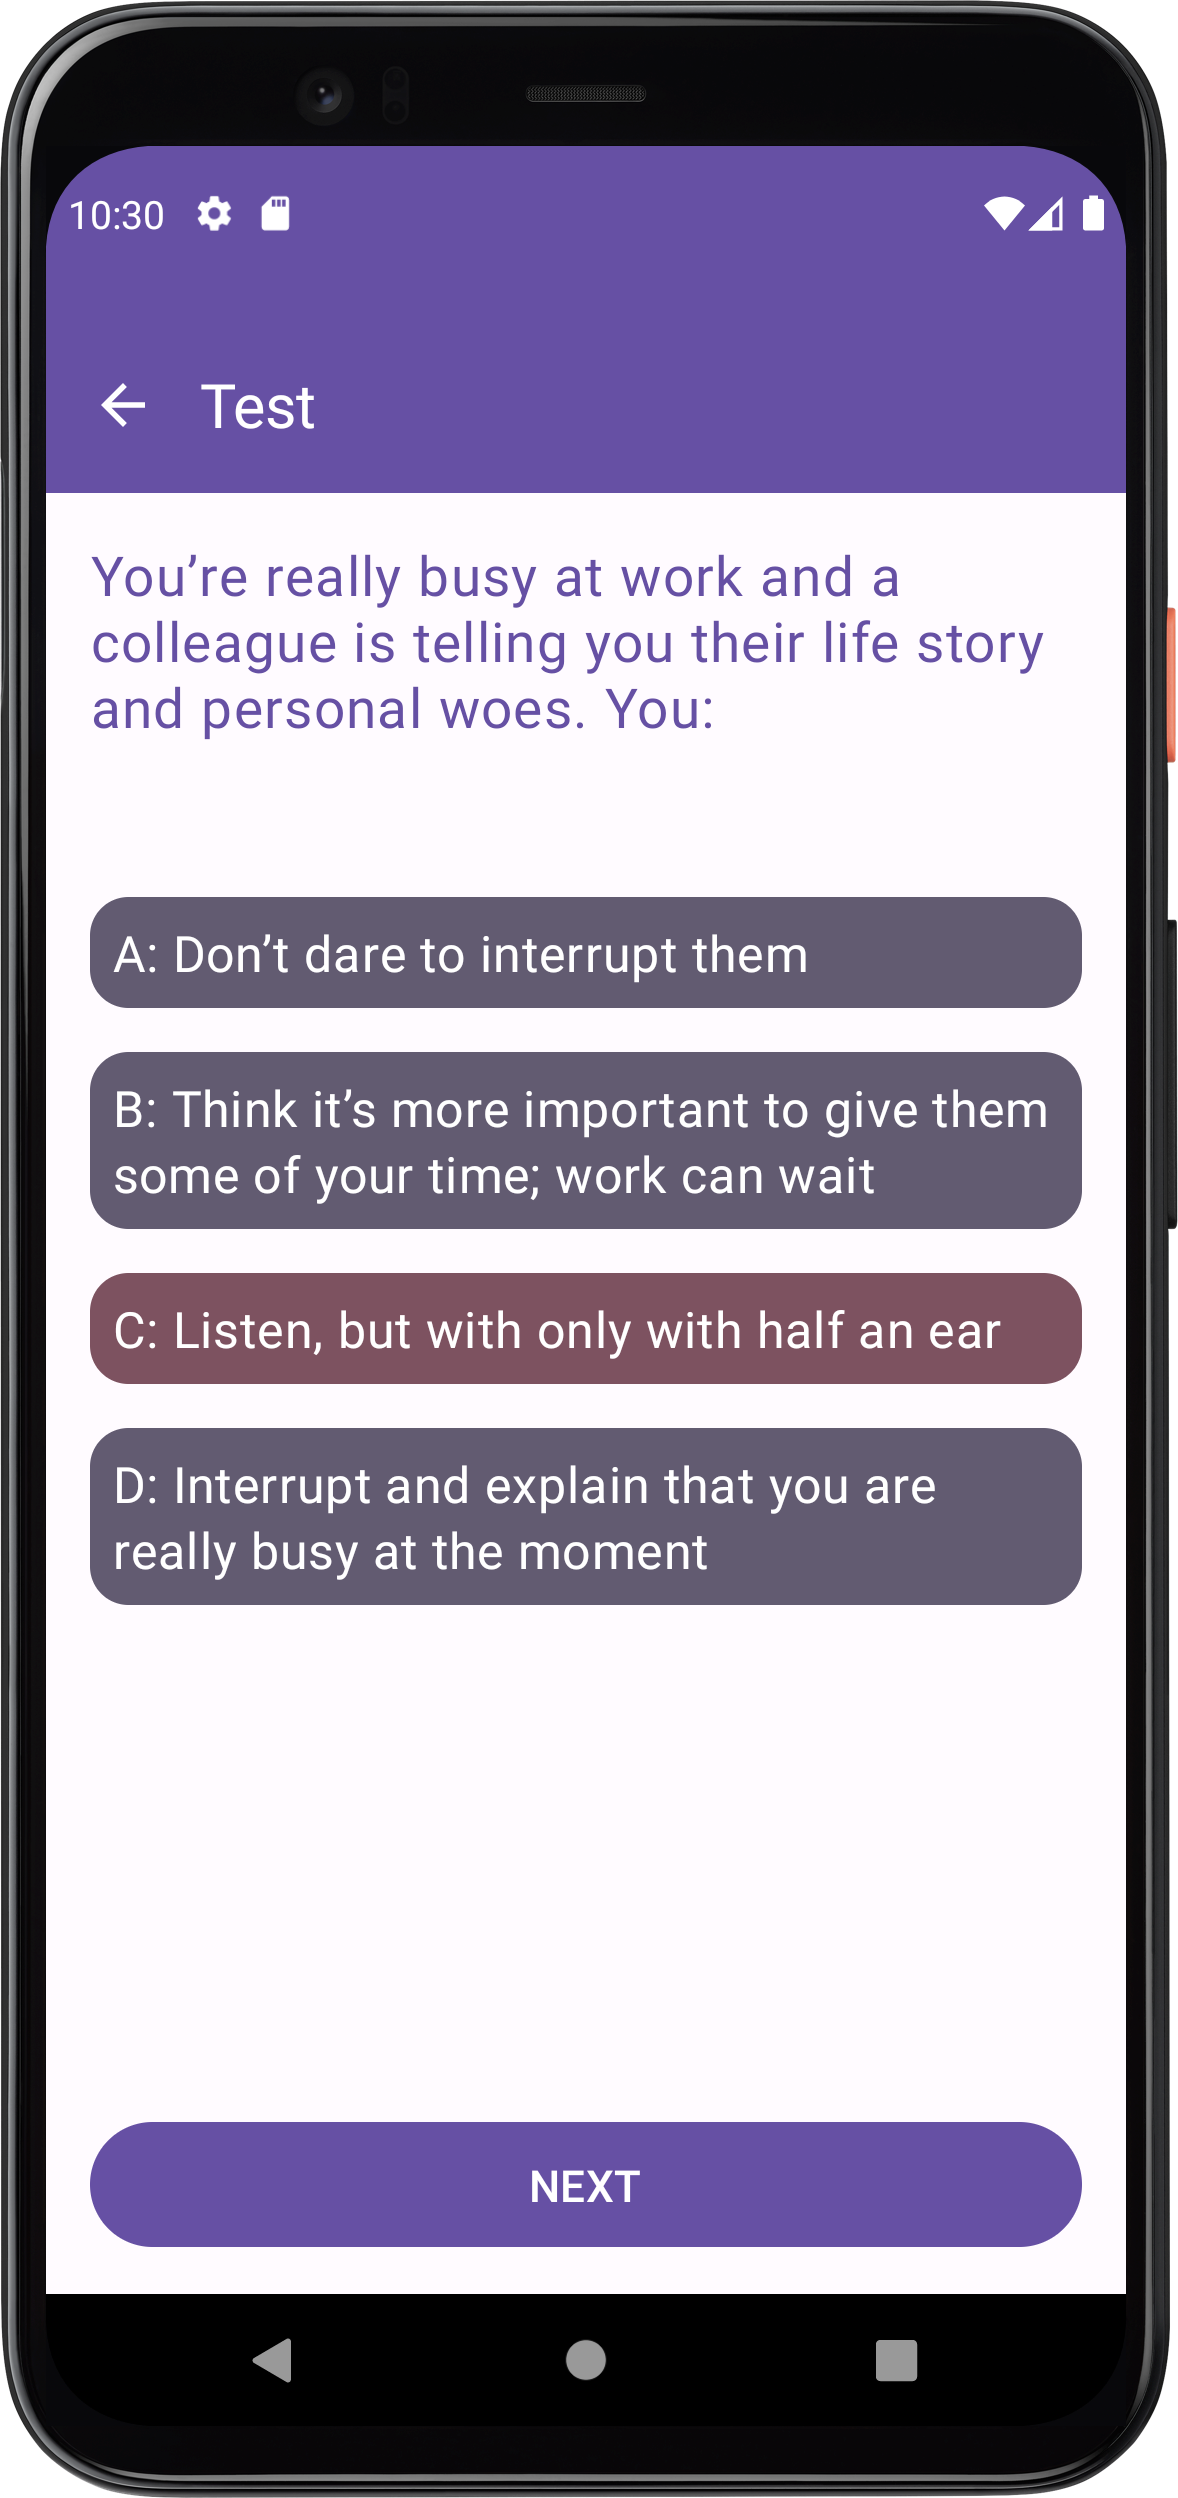 10:30
Test
You’re really busy at work and a
colleague is telling you their life story
and personal woes. You:
A: Don’t dare to interrupt them
B: Think it’s more important to give them
some of your time; work can wait
C: Listen, but with only with half an ear
D: Interrupt and explain that you are
really busy at the moment
NEXT